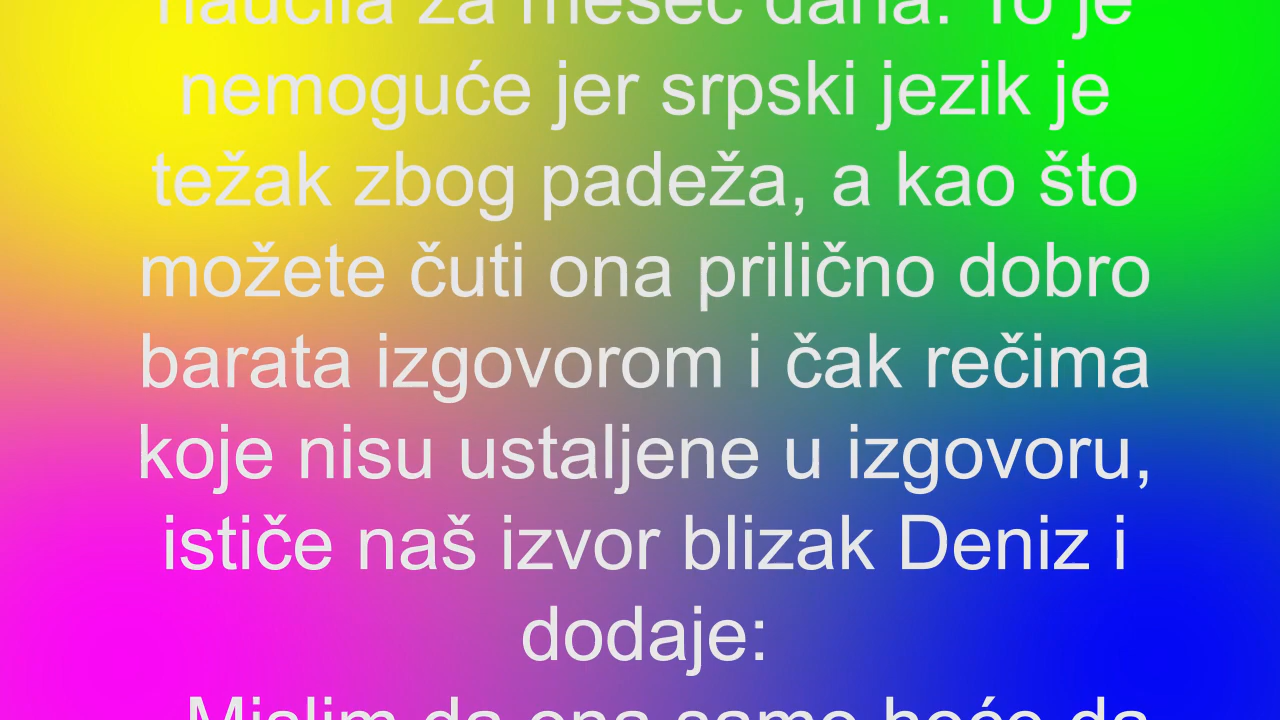 naučila za mesec dana. To je
nemoguće jer srpski jezik je
težak zbog padeža, a kao što
možete čuti ona prilično dobro
barata izgovorom i čak rečima
koje nisu ustaljene u izgovoru,
ističe naš izvor blizak Deniz i
dodaje:
Mislim da ona samo hoće da